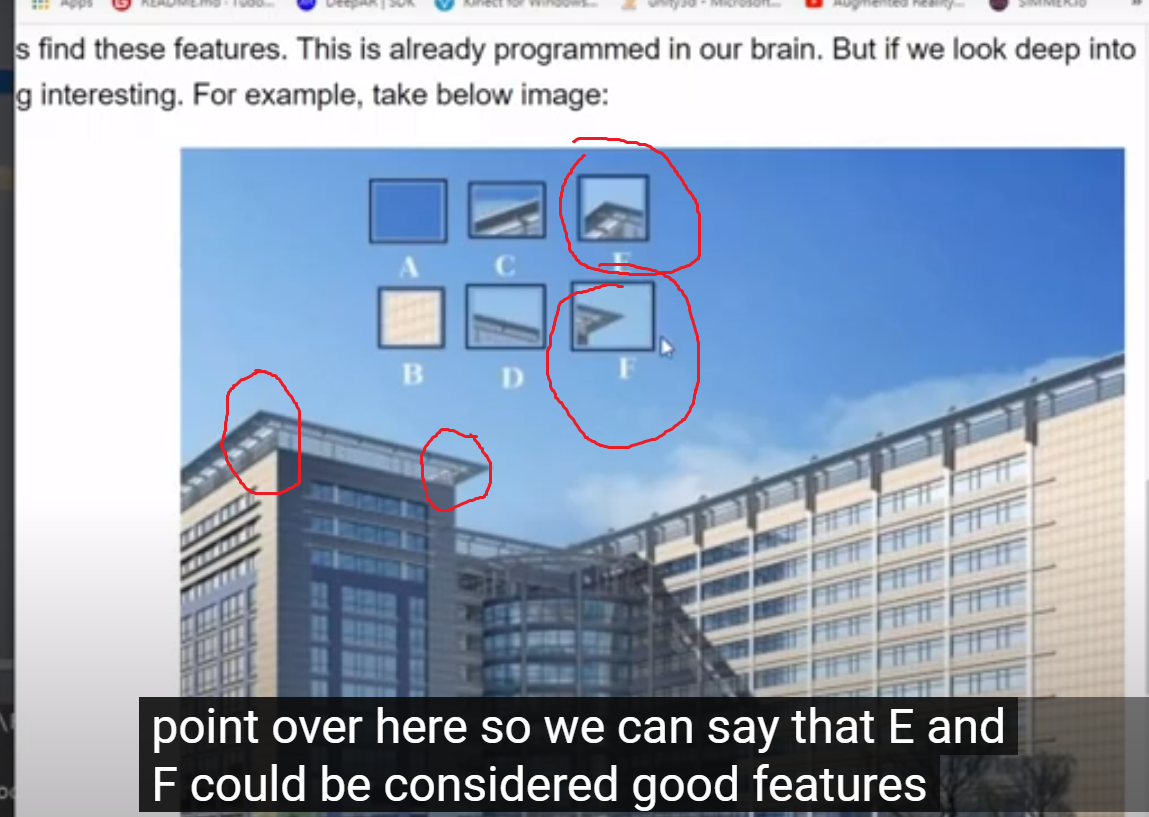 Apps README.md - Tudo... DeepAR | SDK Kinect for Windows... Unity3d - Microsoft... Augmented Reality... SIMMER.io »
s find these features. This is already programmed in our brain. But if we look deep into
g interesting. For example, take below image:
A C E
B D F
point over here so we can say that E and
F could be considered good features